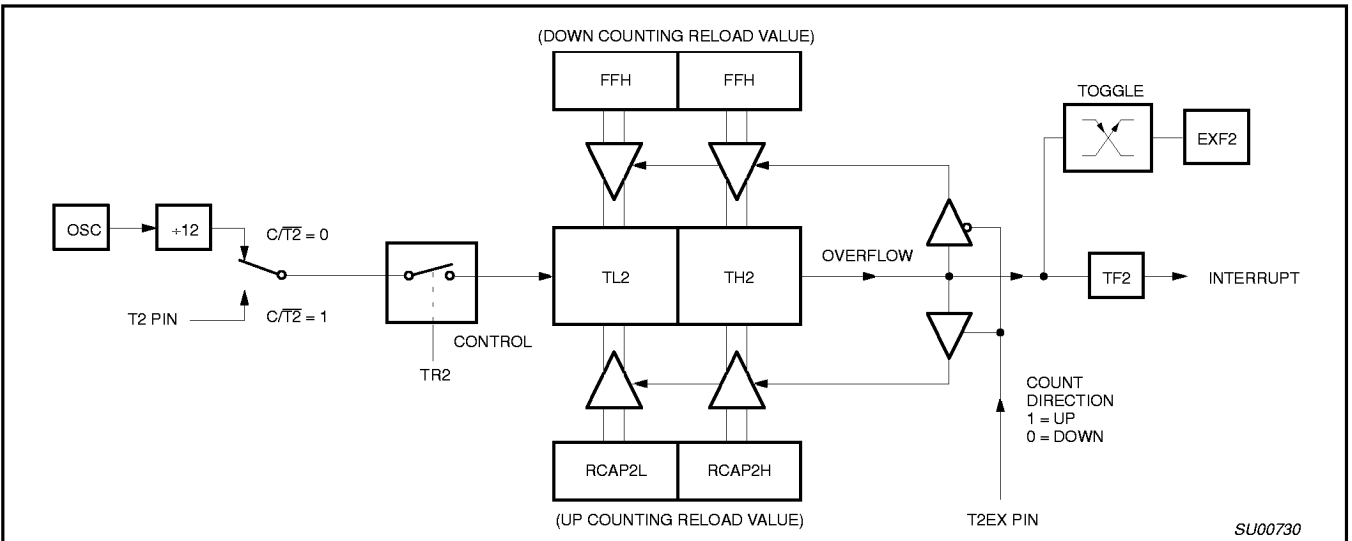 (DOWN COUNTING RELOAD VALUE)
FFH
FFH
TOGGLE
EXF2
OSC
÷12
C/T2̅ = 0
TL2
TH2
OVERFLOW
TF2
INTERRUPT
T2 PIN
C/T2̅ = 1
CONTROL
TR2
COUNT
DIRECTION
1 = UP
0 = DOWN
RCAP2L
RCAP2H
(UP COUNTING RELOAD VALUE)
T2EX PIN
SU00730